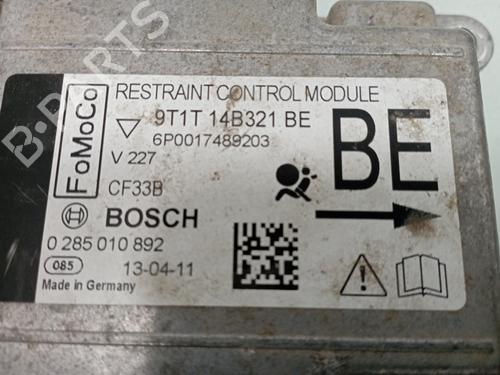 RESTRAINT CONTROL MODULE
FoMoCo
9T1T 14B321 BE
6P0017489203
V 227
CF33B
BE
BOSCH
0 285 010 892
085
13-04-11
Made in Germany
B-PARTS